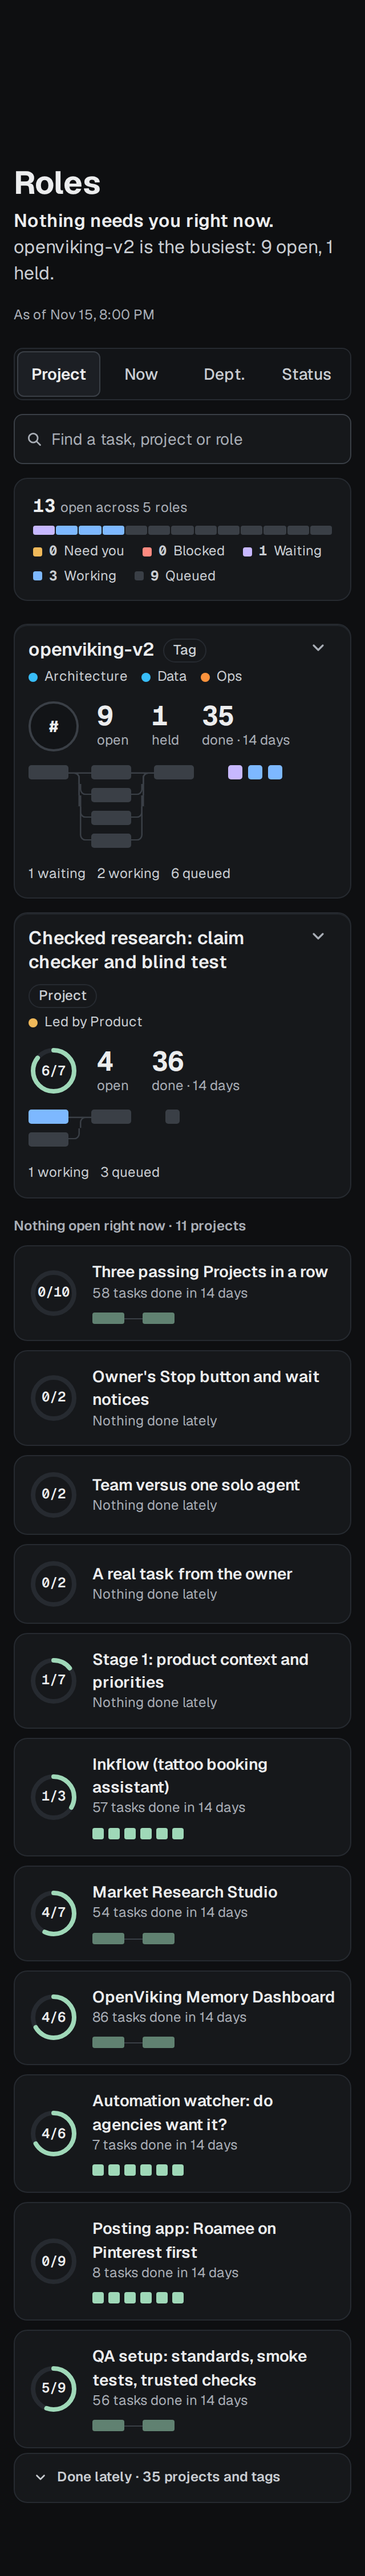 Roles
Nothing needs you right now.
openviking-v2 is the busiest: 9 open, 1
held.
As of Nov 15, 8:00 PM
Project Now Dept. Status
Find a task, project or role
13 open across 5 roles
0 Need you 0 Blocked 1 Waiting
3 Working 9 Queued
openviking-v2 Tag
Architecture Data Ops
# 9 1 35
open held done · 14 days
1 waiting 2 working 6 queued
Checked research: claim
checker and blind test
Project
Led by Product
6/7 4 36
open done · 14 days
1 working 3 queued
Nothing open right now · 11 projects
Three passing Projects in a row
0/10 58 tasks done in 14 days
Owner's Stop button and wait
0/2 notices
Nothing done lately
Team versus one solo agent
0/2 Nothing done lately
A real task from the owner
0/2 Nothing done lately
Stage 1: product context and
1/7 priorities
Nothing done lately
Inkflow (tattoo booking
assistant)
1/3 57 tasks done in 14 days
Market Research Studio
4/7 54 tasks done in 14 days
OpenViking Memory Dashboard
4/6 86 tasks done in 14 days
Automation watcher: do
agencies want it?
4/6 7 tasks done in 14 days
Posting app: Roamee on
Pinterest first
0/9 8 tasks done in 14 days
QA setup: standards, smoke
tests, trusted checks
5/9 56 tasks done in 14 days
Done lately · 35 projects and tags